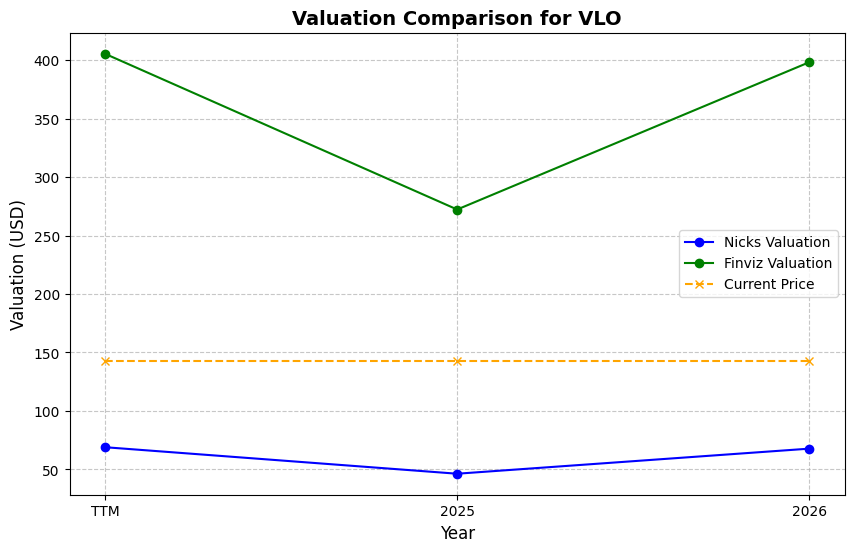 Valuation Comparison for VLO
Valuation (USD)
400
350
300
250
200
150
100
50
Nicks Valuation
Finviz Valuation
Current Price
TTM
2025
2026
Year